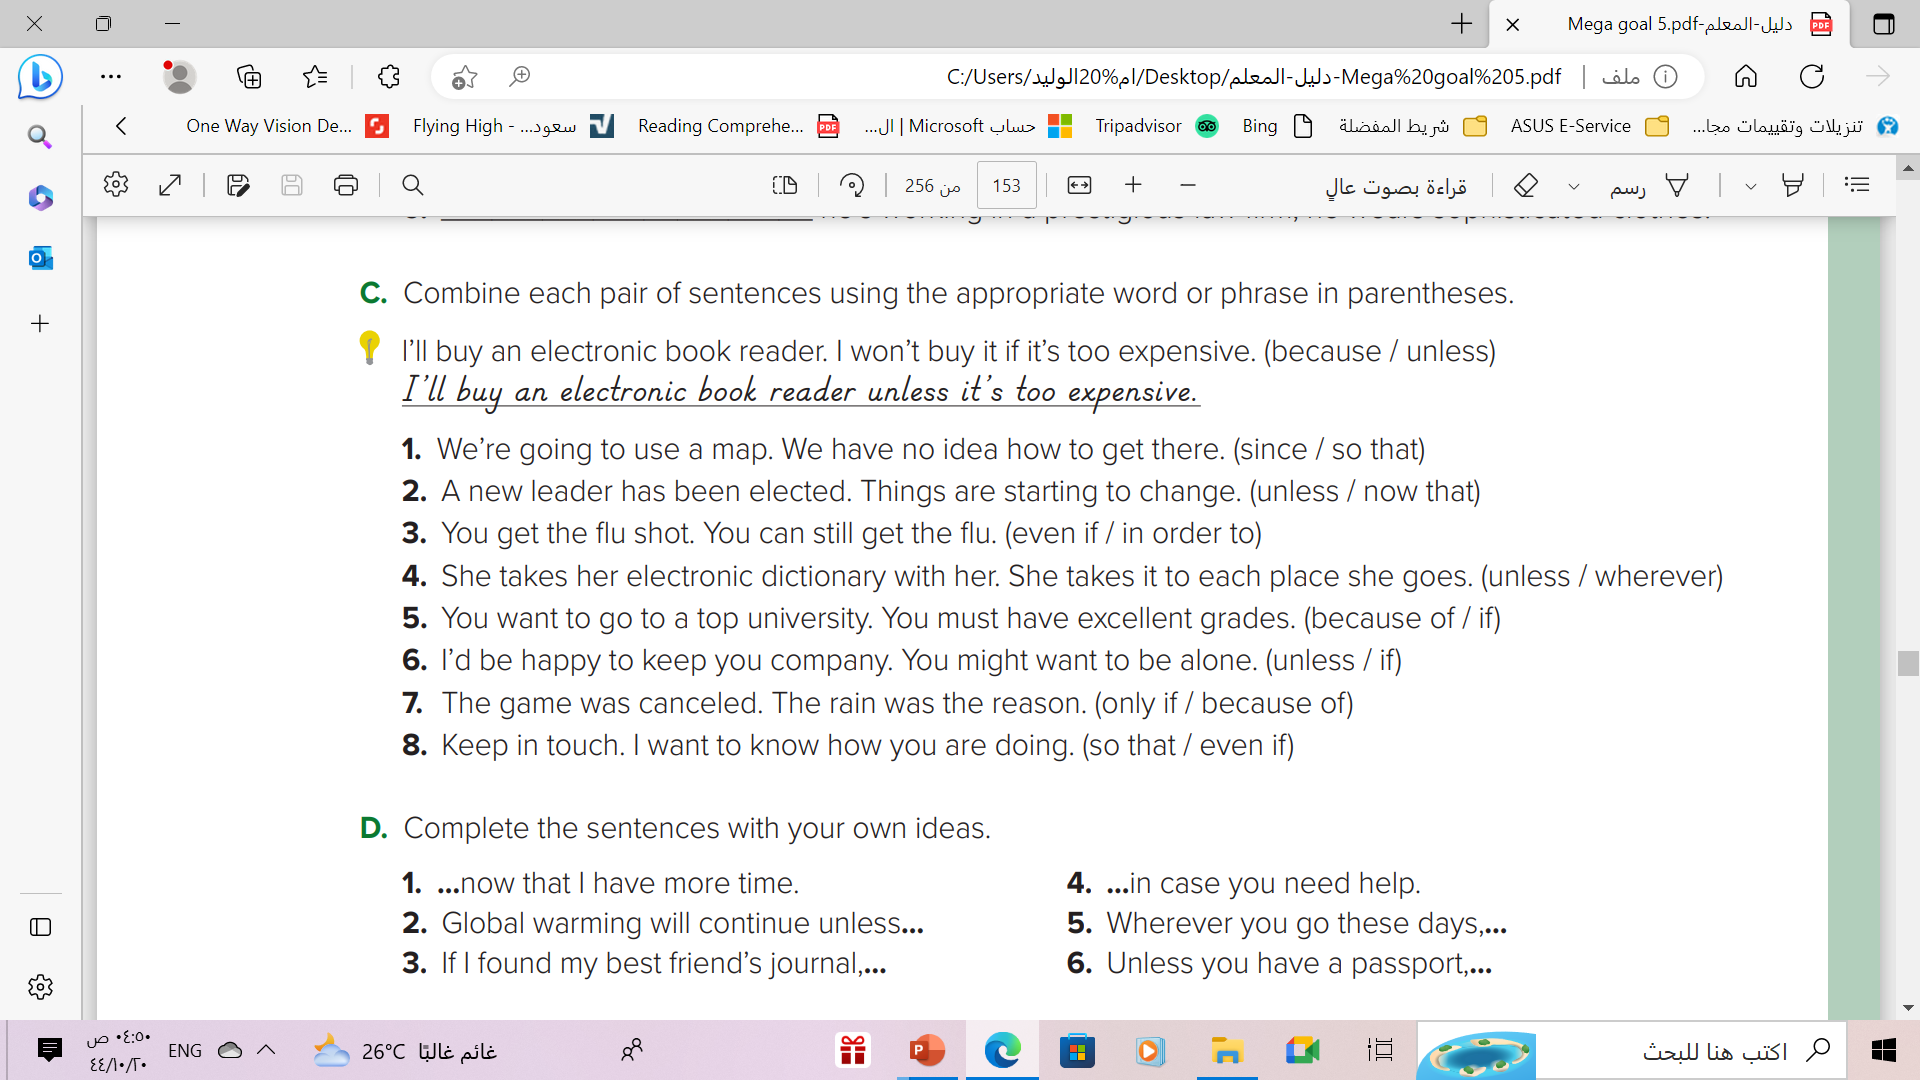 دليل-المعلم-Mega goal 5.pdf
C:/Users/ام%20الوليد/Desktop/دليل-المعلم-Mega%20goal%205.pdf ملف
One Way Vision De... Flying High - سعود... Reading Comprehe... حساب Microsoft | ال... Tripadvisor Bing شريط المفضلة ASUS E-Service تنزيلات وتقييمات مجا...
256 من 153 قراءة بصوت عالٍ رسم
C. Combine each pair of sentences using the appropriate word or phrase in parentheses.
I'll buy an electronic book reader. I won't buy it if it's too expensive. (because / unless)
I'll buy an electronic book reader unless it's too expensive.
1. We're going to use a map. We have no idea how to get there. (since / so that)
2. A new leader has been elected. Things are starting to change. (unless / now that)
3. You get the flu shot. You can still get the flu. (even if / in order to)
4. She takes her electronic dictionary with her. She takes it to each place she goes. (unless / wherever)
5. You want to go to a top university. You must have excellent grades. (because of / if)
6. I'd be happy to keep you company. You might want to be alone. (unless / if)
7. The game was canceled. The rain was the reason. (only if / because of)
8. Keep in touch. I want to know how you are doing. (so that / even if)
D. Complete the sentences with your own ideas.
1. ...now that I have more time.
2. Global warming will continue unless...
3. If I found my best friend's journal,...
4. ...in case you need help.
5. Wherever you go these days,...
6. Unless you have a passport,...
٠٤:٥٠ ص
٤٤/١٠/٢٠
ENG
26°C غائم غالبًا
اكتب هنا للبحث